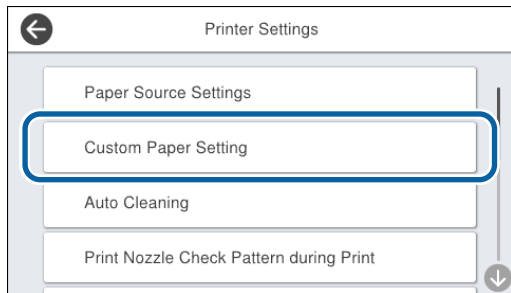 Printer Settings
Paper Source Settings
Custom Paper Setting
Auto Cleaning
Print Nozzle Check Pattern during Print